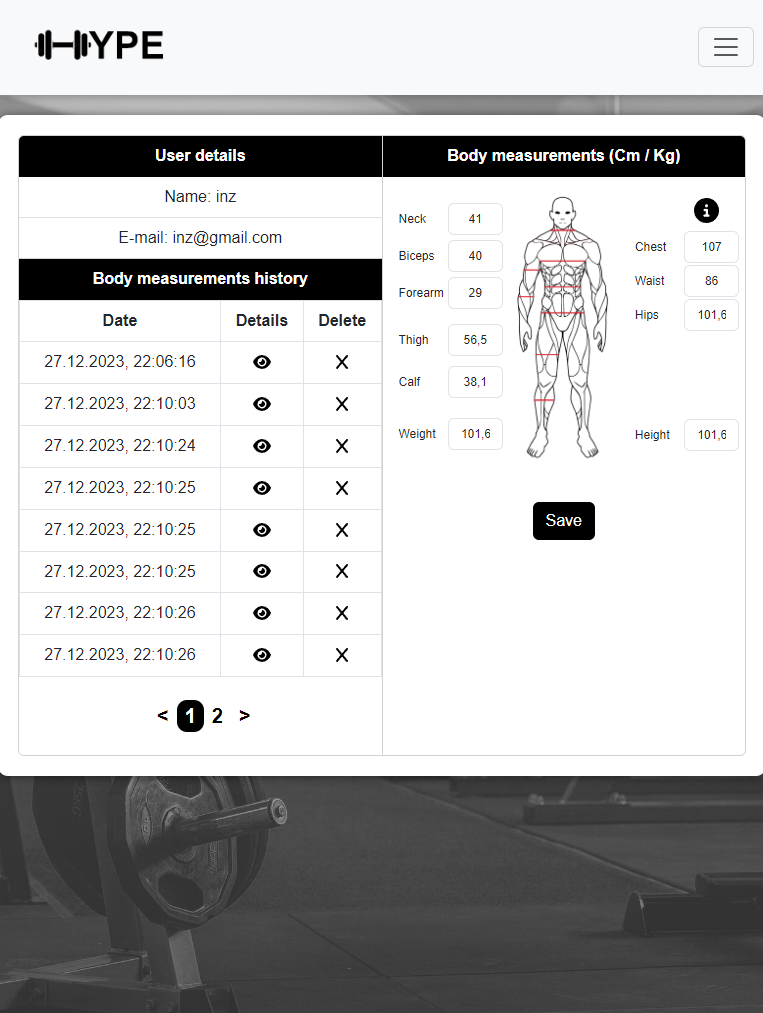 HYPE
User details
Name: inz
E-mail: inz@gmail.com
Body measurements history
Date Details Delete
27.12.2023, 22:06:16
27.12.2023, 22:10:03
27.12.2023, 22:10:24
27.12.2023, 22:10:25
27.12.2023, 22:10:25
27.12.2023, 22:10:25
27.12.2023, 22:10:26
27.12.2023, 22:10:26
< 1 2 >
Body measurements (Cm / Kg)
Neck 41
Biceps 40
Forearm 29
Thigh 56,5
Calf 38,1
Weight 101,6
Chest 107
Waist 86
Hips 101,6
Height 101,6
Save